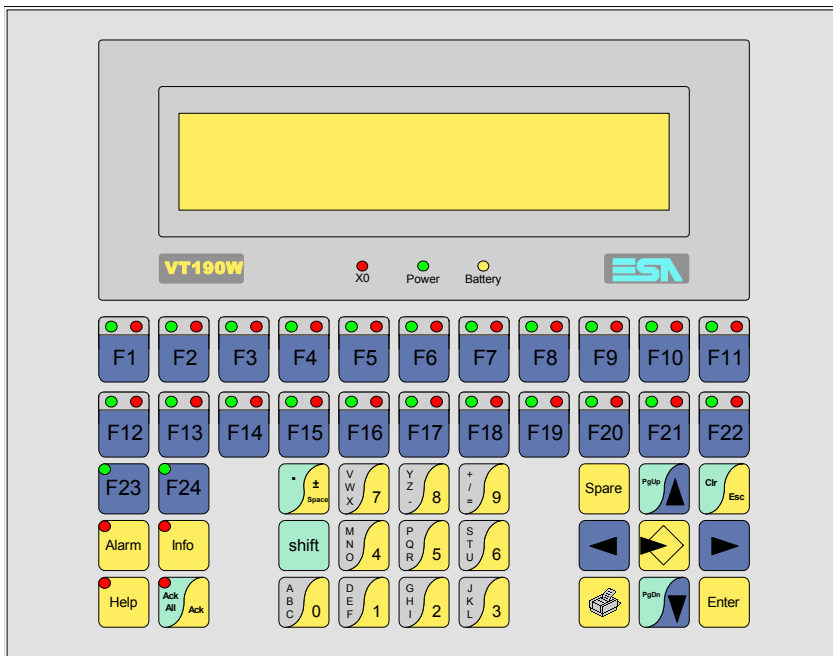 VT190W
X0 Power Battery
ESA
F1 F2 F3 F4 F5 F6 F7 F8 F9 F10 F11
F12 F13 F14 F15 F16 F17 F18 F19 F20 F21 F22
F23 F24
. ± Space
V W X 7
Y Z - 8
+ / = 9
Spare
PgUp
Clr Esc
Alarm Info
shift
M N O 4
P Q R 5
S T U 6
Help
Ack All Ack
A B C 0
D E F 1
G H I 2
J K L 3
PgDn
Enter